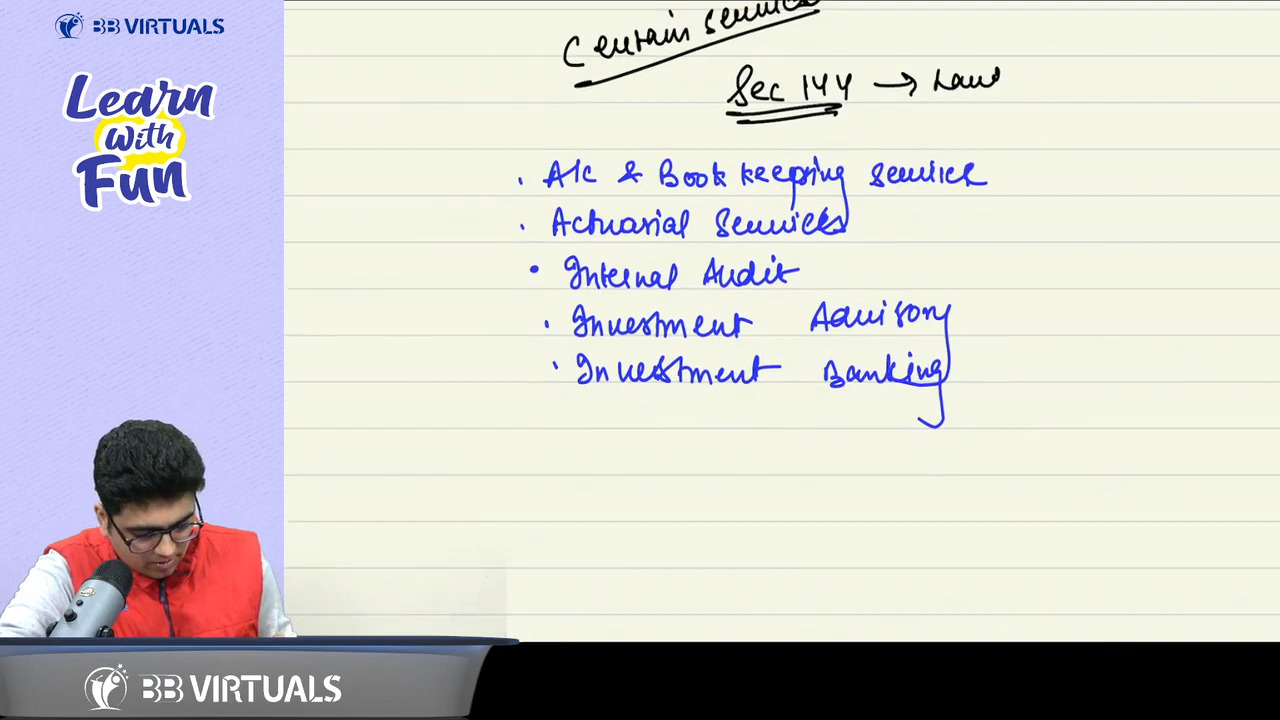 BB VIRTUALS
Learn
with
Fun
Certain Service
Sec 144 → Law
. A/c & Book keeping service
. Actuarial Services
• Internal Audit
. Investment Advisory
. Investment Banking
BB VIRTUALS